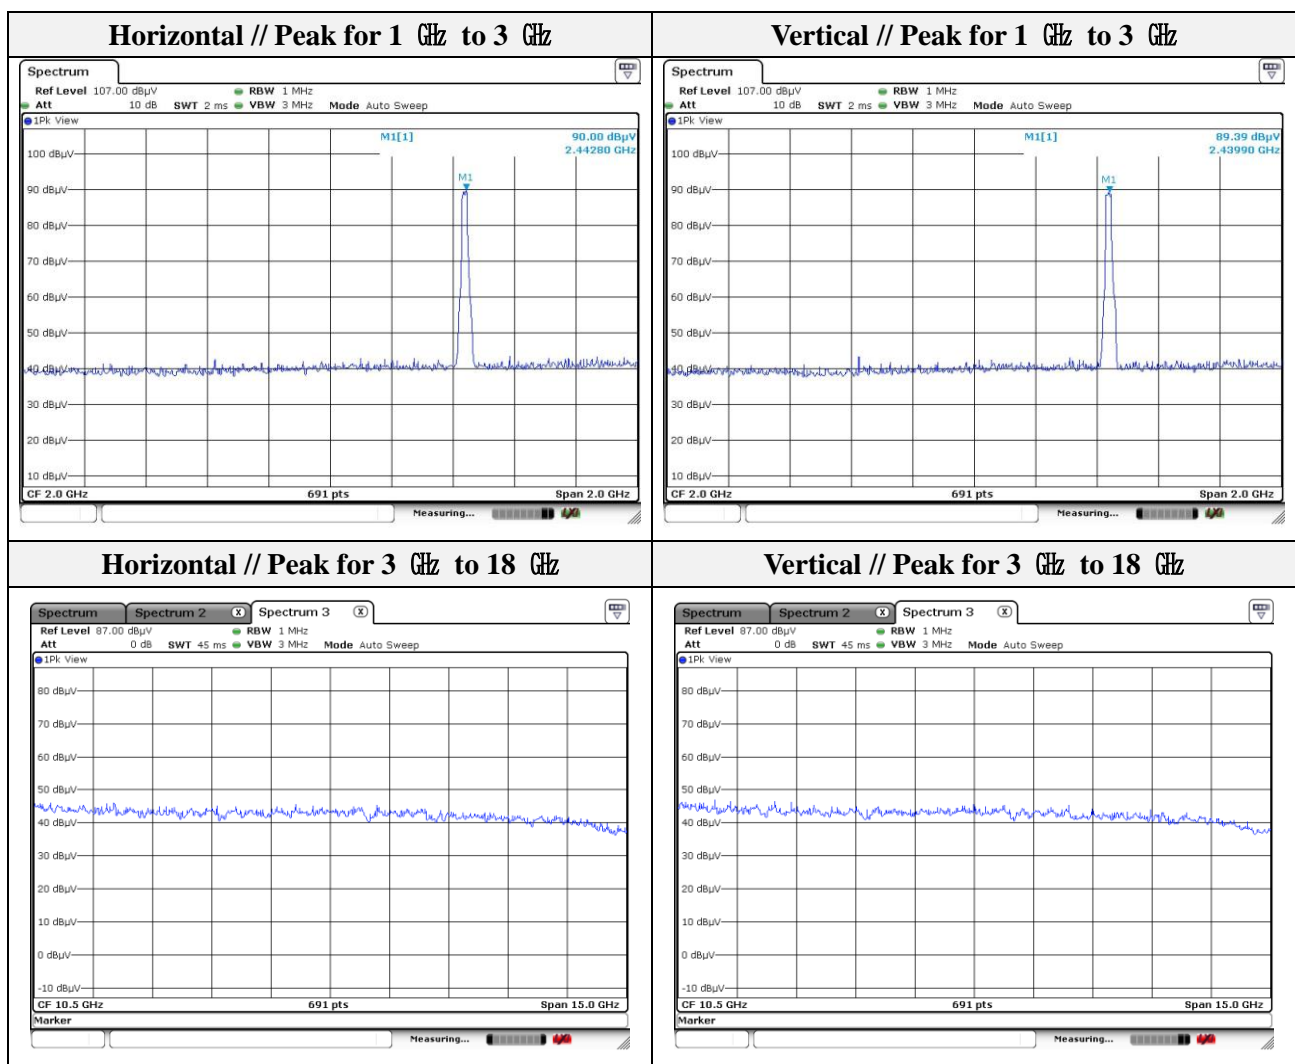 Horizontal // Peak for 1 ㎓ to 3 ㎓
Spectrum
Ref Level 107.00 dBµV RBW 1 MHz
Att 10 dB SWT 2 ms VBW 3 MHz Mode Auto Sweep
1Pk View
M1[1] 90.00 dBµV
2.44280 GHz
100 dBµV
M1
90 dBµV
80 dBµV
70 dBµV
60 dBµV
50 dBµV
40 dBµV
30 dBµV
20 dBµV
10 dBµV
CF 2.0 GHz 691 pts Span 2.0 GHz
Measuring...
Vertical // Peak for 1 ㎓ to 3 ㎓
Spectrum
Ref Level 107.00 dBµV RBW 1 MHz
Att 10 dB SWT 2 ms VBW 3 MHz Mode Auto Sweep
1Pk View
M1[1] 89.39 dBµV
2.43990 GHz
100 dBµV
M1
90 dBµV
80 dBµV
70 dBµV
60 dBµV
50 dBµV
40 dBµV
30 dBµV
20 dBµV
10 dBµV
CF 2.0 GHz 691 pts Span 2.0 GHz
Measuring...
Horizontal // Peak for 3 ㎓ to 18 ㎓
Spectrum Spectrum 2 X Spectrum 3 X
Ref Level 87.00 dBµV RBW 1 MHz
Att 0 dB SWT 45 ms VBW 3 MHz Mode Auto Sweep
1Pk View
80 dBµV
70 dBµV
60 dBµV
50 dBµV
40 dBµV
30 dBµV
20 dBµV
10 dBµV
0 dBµV
-10 dBµV
CF 10.5 GHz 691 pts Span 15.0 GHz
Marker
Measuring...
Vertical // Peak for 3 ㎓ to 18 ㎓
Spectrum Spectrum 2 X Spectrum 3 X
Ref Level 87.00 dBµV RBW 1 MHz
Att 0 dB SWT 45 ms VBW 3 MHz Mode Auto Sweep
1Pk View
80 dBµV
70 dBµV
60 dBµV
50 dBµV
40 dBµV
30 dBµV
20 dBµV
10 dBµV
0 dBµV
-10 dBµV
CF 10.5 GHz 691 pts Span 15.0 GHz
Marker
Measuring...